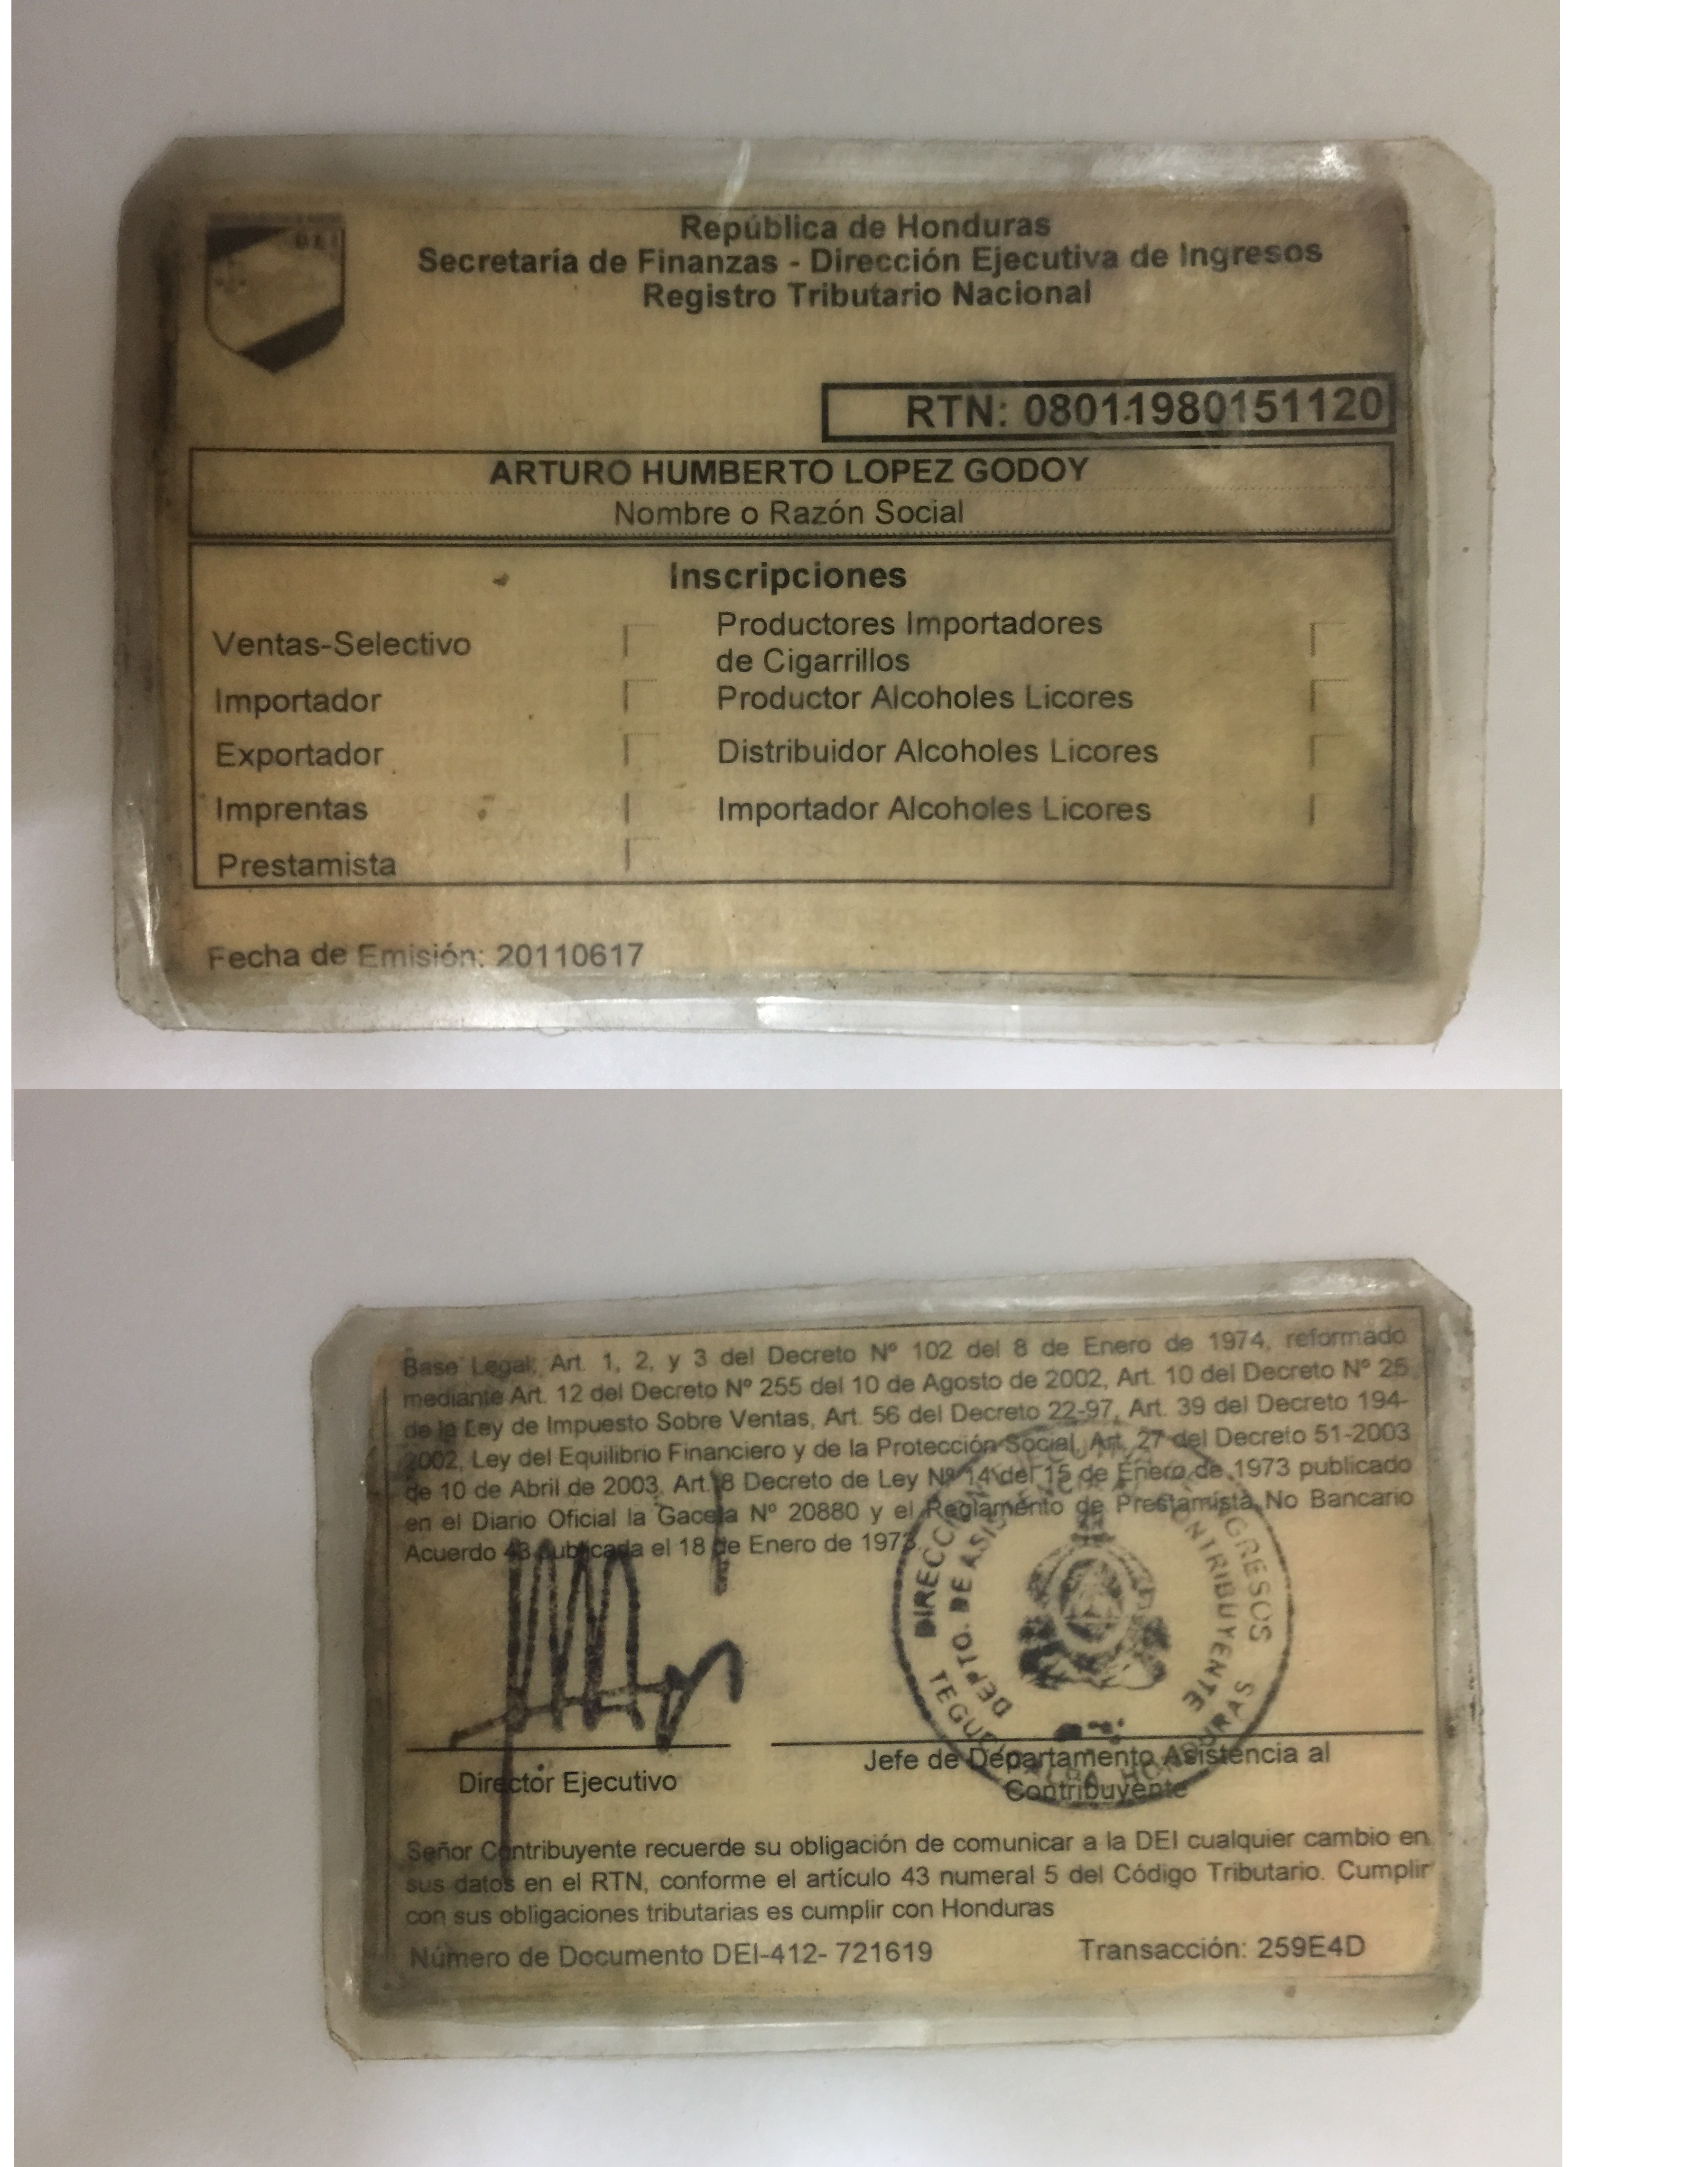 DEI
República de Honduras
Secretaría de Finanzas - Dirección Ejecutiva de Ingresos
Registro Tributario Nacional
RTN: 08011980151120
ARTURO HUMBERTO LOPEZ GODOY
Nombre o Razón Social
Inscripciones
Ventas-Selectivo
Productores Importadores
de Cigarrillos
Importador
Productor Alcoholes Licores
Exportador
Distribuidor Alcoholes Licores
Imprentas
Importador Alcoholes Licores
Prestamista
Fecha de Emisión: 20110617
Base Legal; Art. 1, 2, y 3 del Decreto Nº 102 del 8 de Enero de 1974, reformado
mediante Art. 12 del Decreto Nº 255 del 10 de Agosto de 2002, Art. 10 del Decreto Nº 25
de la Ley de Impuesto Sobre Ventas, Art. 56 del Decreto 22-97, Art. 39 del Decreto 194-
2002, Ley del Equilibrio Financiero y de la Protección Social, Art. 27 del Decreto 51-2003
de 10 de Abril de 2003, Art. 8 Decreto de Ley Nº 14 del 15 de Enero de 1973 publicado
en el Diario Oficial la Gaceta Nº 20880 y el Reglamento de Prestamista No Bancario
Acuerdo 43 publicada el 18 de Enero de 1973.
INGRESOS
DEPTO. DE CONTRIBUYENTE
HONDURAS
Director Ejecutivo
Jefe de Departamento Asistencia al
Contribuyente
Señor Contribuyente recuerde su obligación de comunicar a la DEI cualquier cambio en
sus datos en el RTN, conforme el artículo 43 numeral 5 del Código Tributario. Cumplir
con sus obligaciones tributarias es cumplir con Honduras
Número de Documento DEI-412- 721619
Transacción: 259E4D